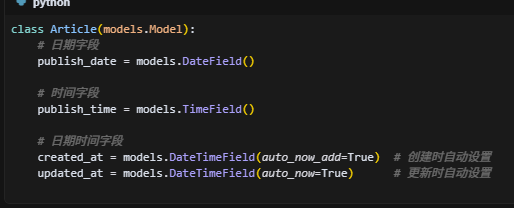 python
class Article(models.Model):
    # 日期字段
    publish_date = models.DateField()
    # 时间字段
    publish_time = models.TimeField()
    # 日期时间字段
    created_at = models.DateTimeField(auto_now_add=True)  # 创建时自动设置
    updated_at = models.DateTimeField(auto_now=True)      # 更新时自动设置